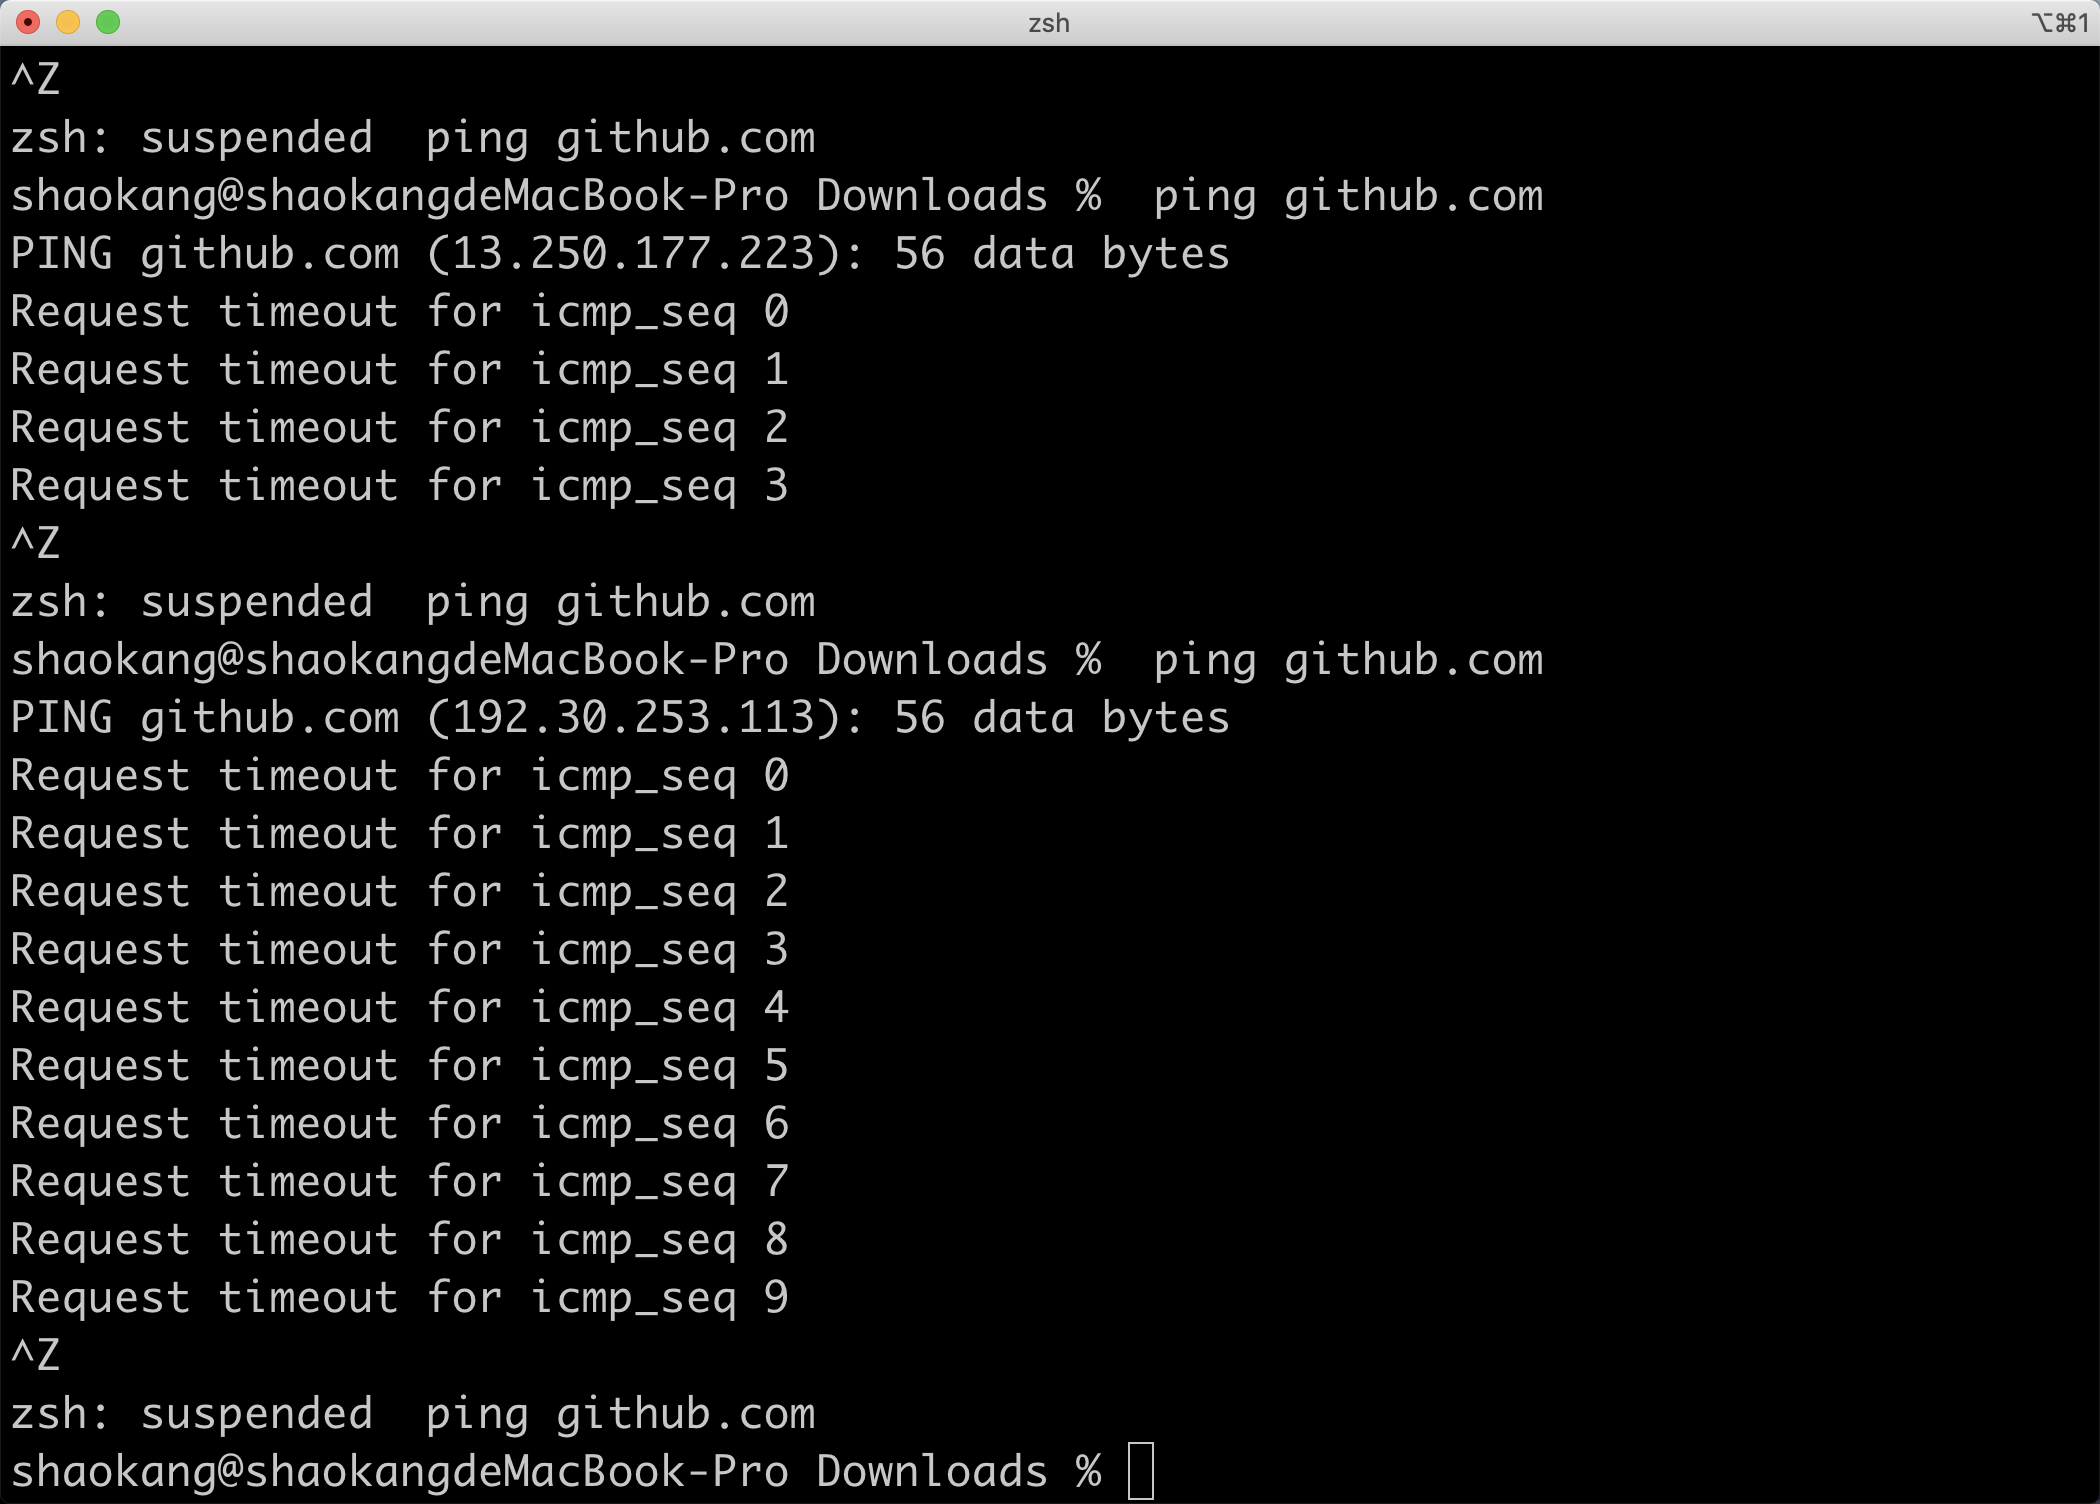 zsh
⌥⌘1
^Z
zsh: suspended  ping github.com
shaokang@shaokangdeMacBook-Pro Downloads %  ping github.com
PING github.com (13.250.177.223): 56 data bytes
Request timeout for icmp_seq 0
Request timeout for icmp_seq 1
Request timeout for icmp_seq 2
Request timeout for icmp_seq 3
^Z
zsh: suspended  ping github.com
shaokang@shaokangdeMacBook-Pro Downloads %  ping github.com
PING github.com (192.30.253.113): 56 data bytes
Request timeout for icmp_seq 0
Request timeout for icmp_seq 1
Request timeout for icmp_seq 2
Request timeout for icmp_seq 3
Request timeout for icmp_seq 4
Request timeout for icmp_seq 5
Request timeout for icmp_seq 6
Request timeout for icmp_seq 7
Request timeout for icmp_seq 8
Request timeout for icmp_seq 9
^Z
zsh: suspended  ping github.com
shaokang@shaokangdeMacBook-Pro Downloads %